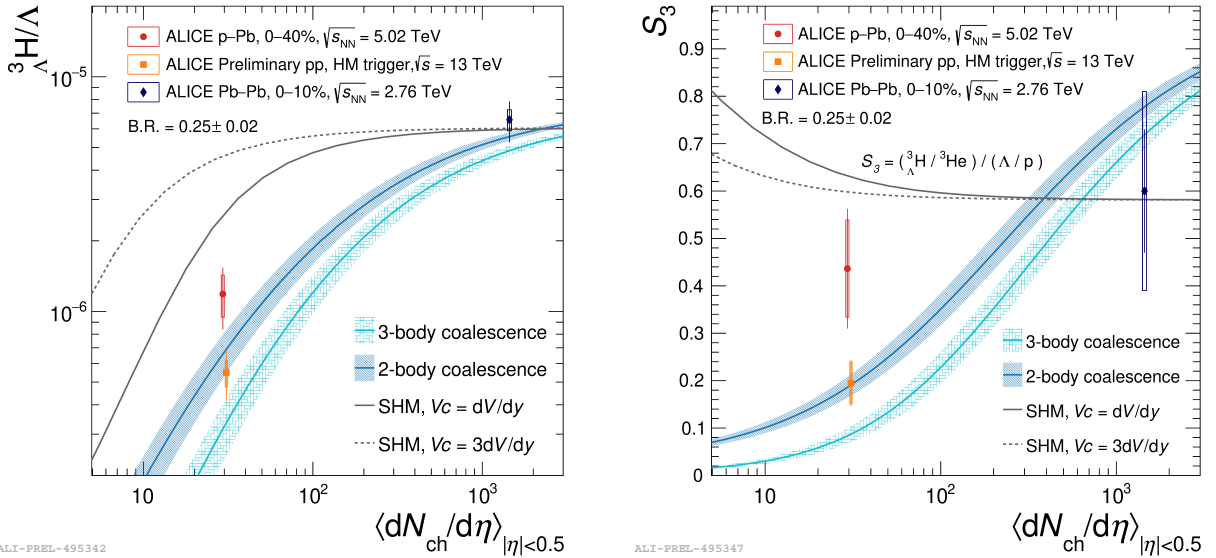 ³ΛH/Λ
ALICE p–Pb, 0–40%, √sNN = 5.02 TeV
ALICE Preliminary pp, HM trigger,√s = 13 TeV
ALICE Pb–Pb, 0–10%, √sNN = 2.76 TeV
B.R. = 0.25± 0.02
10⁻⁵
10⁻⁶
3-body coalescence
2-body coalescence
SHM, Vc = dV/dy
SHM, Vc = 3dV/dy
10 10² 10³
⟨dNch/dη⟩|η|<0.5
ALI-PREL-495342
S₃
ALICE p–Pb, 0–40%, √sNN = 5.02 TeV
ALICE Preliminary pp, HM trigger,√s = 13 TeV
ALICE Pb–Pb, 0–10%, √sNN = 2.76 TeV
B.R. = 0.25± 0.02
S₃ = ( ³ΛH / ³He ) / ( Λ / p )
0.9
0.8
0.7
0.6
0.5
0.4
0.3
0.2
0.1
0
3-body coalescence
2-body coalescence
SHM, Vc = dV/dy
SHM, Vc = 3dV/dy
10 10² 10³
⟨dNch/dη⟩|η|<0.5
ALI-PREL-495347